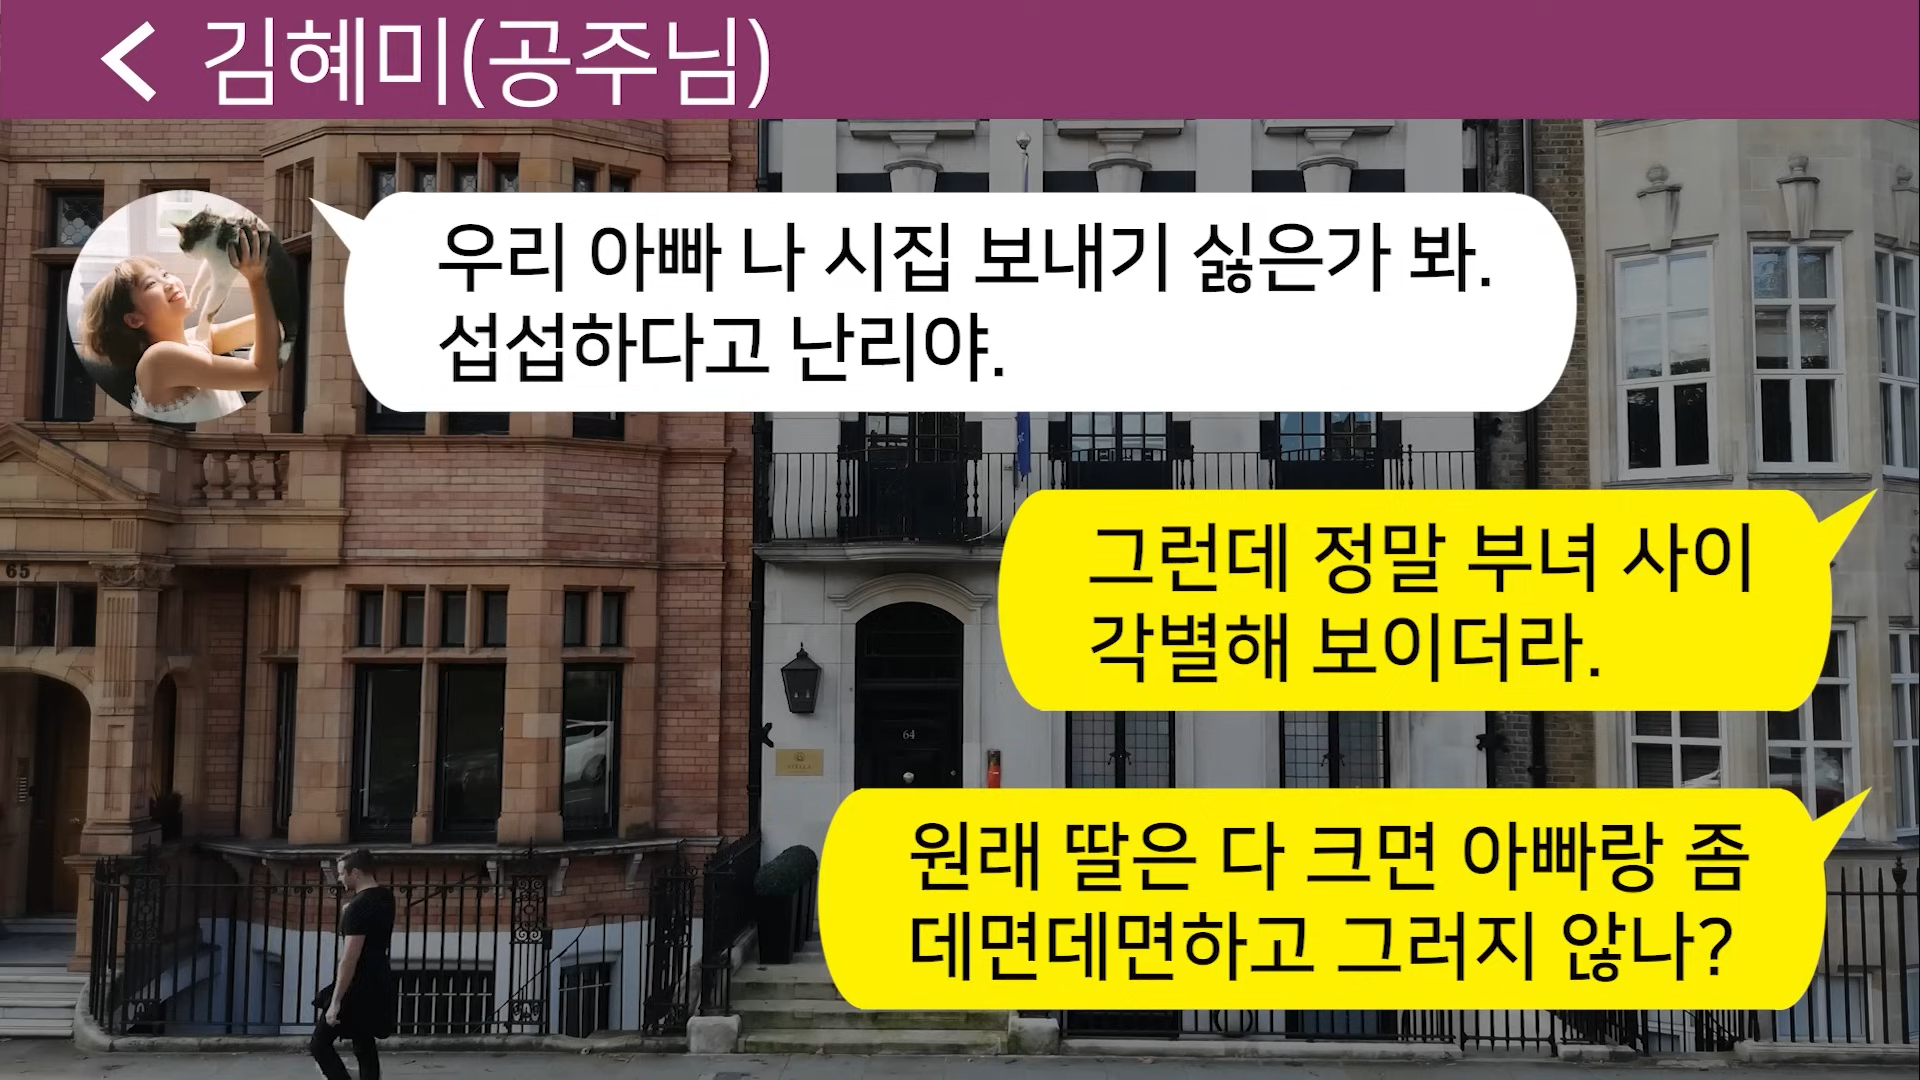 김혜미(공주님)
우리 아빠 나 시집 보내기 싫은가 봐.
섭섭하다고 난리야.
그런데 정말 부녀 사이
각별해 보이더라.
원래 딸은 다 크면 아빠랑 좀
데면데면하고 그러지 않나?
65
64